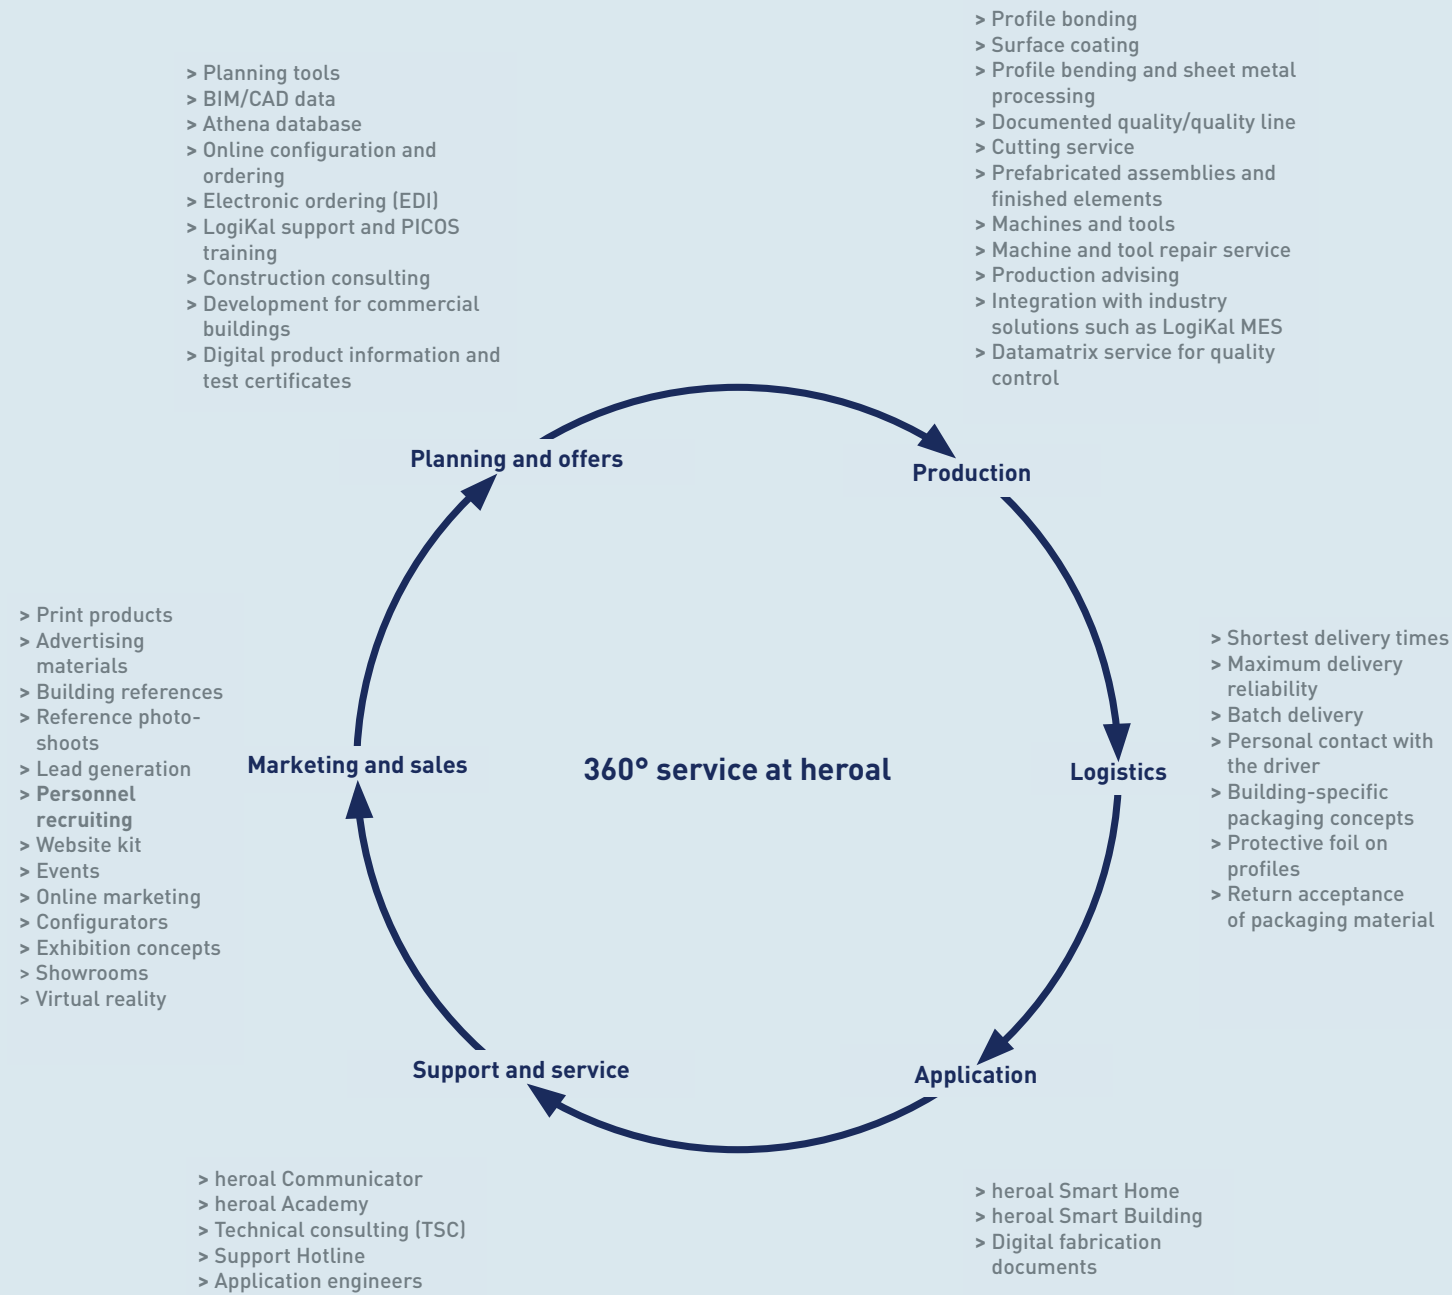 > Planning tools
> BIM/CAD data
> Athena database
> Online configuration and
ordering
> Electronic ordering (EDI)
> LogiKal support and PICOS
training
> Construction consulting
> Development for commercial
buildings
> Digital product information and
test certificates
> Profile bonding
> Surface coating
> Profile bending and sheet metal
processing
> Documented quality/quality line
> Cutting service
> Prefabricated assemblies and
finished elements
> Machines and tools
> Machine and tool repair service
> Production advising
> Integration with industry
solutions such as LogiKal MES
> Datamatrix service for quality
control
Planning and offers
Production
> Print products
> Advertising
materials
> Building references
> Reference photo-
shoots
> Lead generation
> Personnel
recruiting
> Website kit
> Events
> Online marketing
> Configurators
> Exhibition concepts
> Showrooms
> Virtual reality
Marketing and sales
360° service at heroal
Logistics
> Shortest delivery times
> Maximum delivery
reliability
> Batch delivery
> Personal contact with
the driver
> Building-specific
packaging concepts
> Protective foil on
profiles
> Return acceptance
of packaging material
Support and service
Application
> heroal Communicator
> heroal Academy
> Technical consulting (TSC)
> Support Hotline
> Application engineers
> heroal Smart Home
> heroal Smart Building
> Digital fabrication
documents